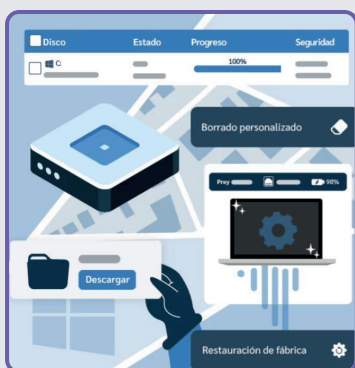 Disco Estado Progreso Seguridad
C: 100%
Borrado personalizado
Prey 98%
Descargar
Restauración de fábrica